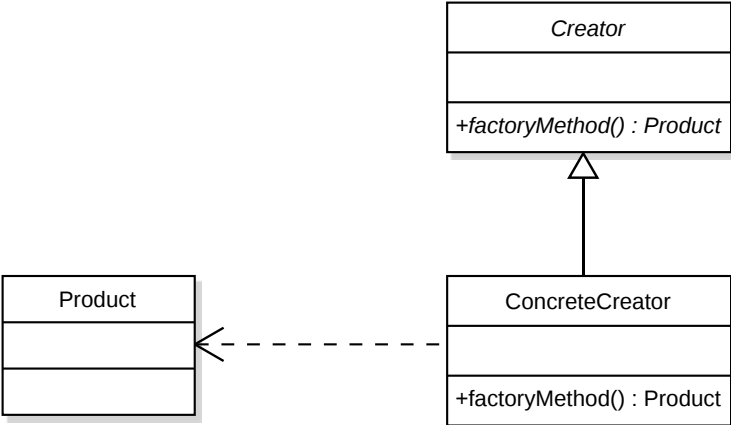 Creator
+factoryMethod() : Product
Product
ConcreteCreator
+factoryMethod() : Product